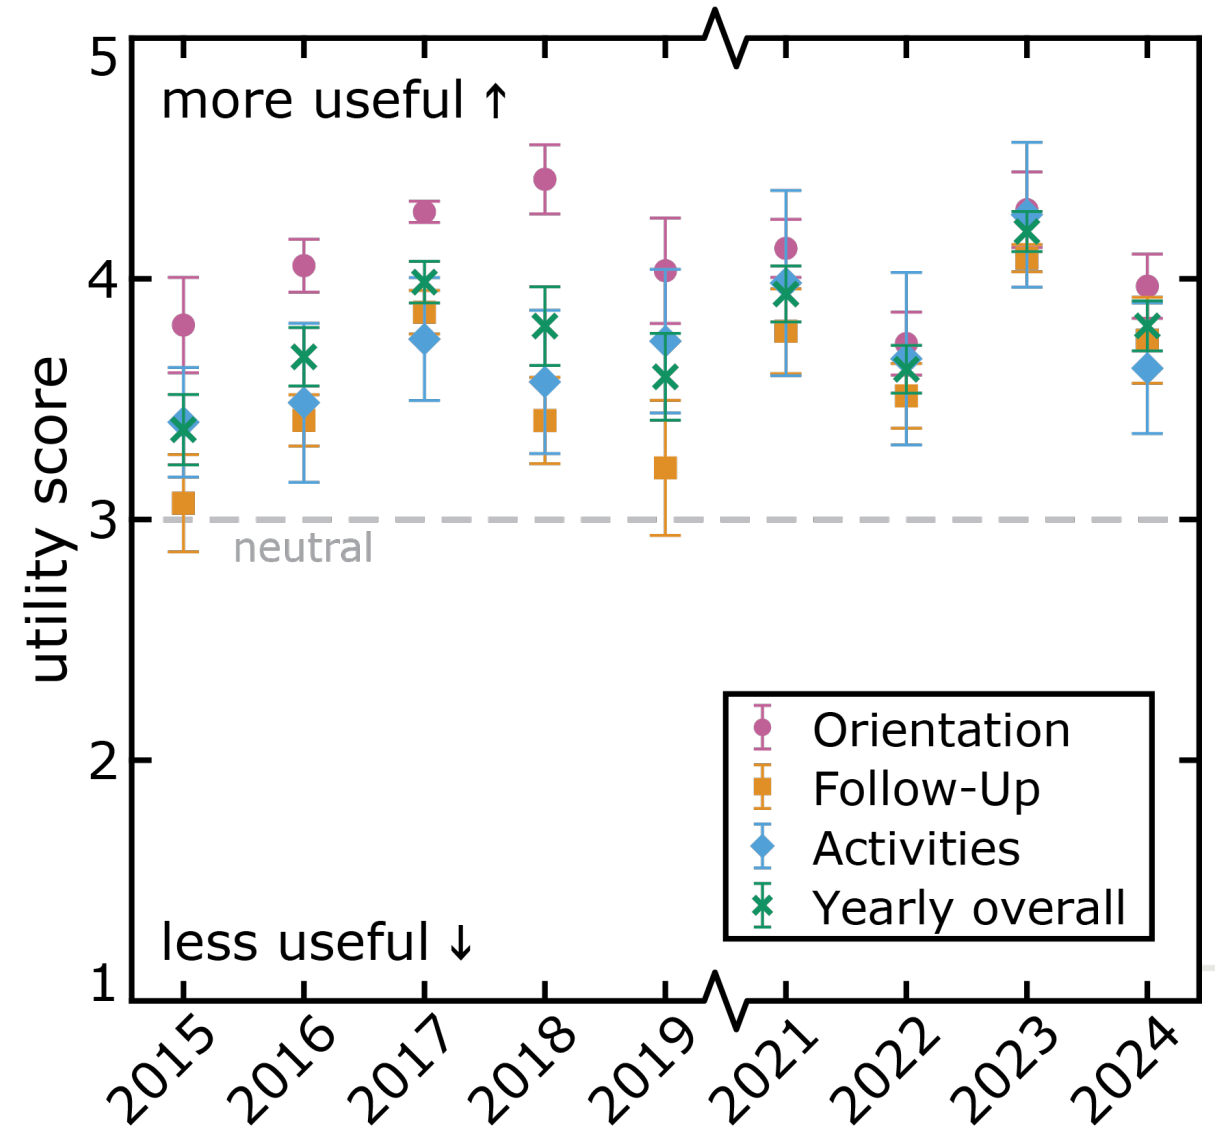 5
more useful ↑
4
3
neutral
utility score
2
Orientation
Follow-Up
Activities
Yearly overall
less useful ↓
1
2015
2016
2017
2018
2019
2021
2022
2023
2024